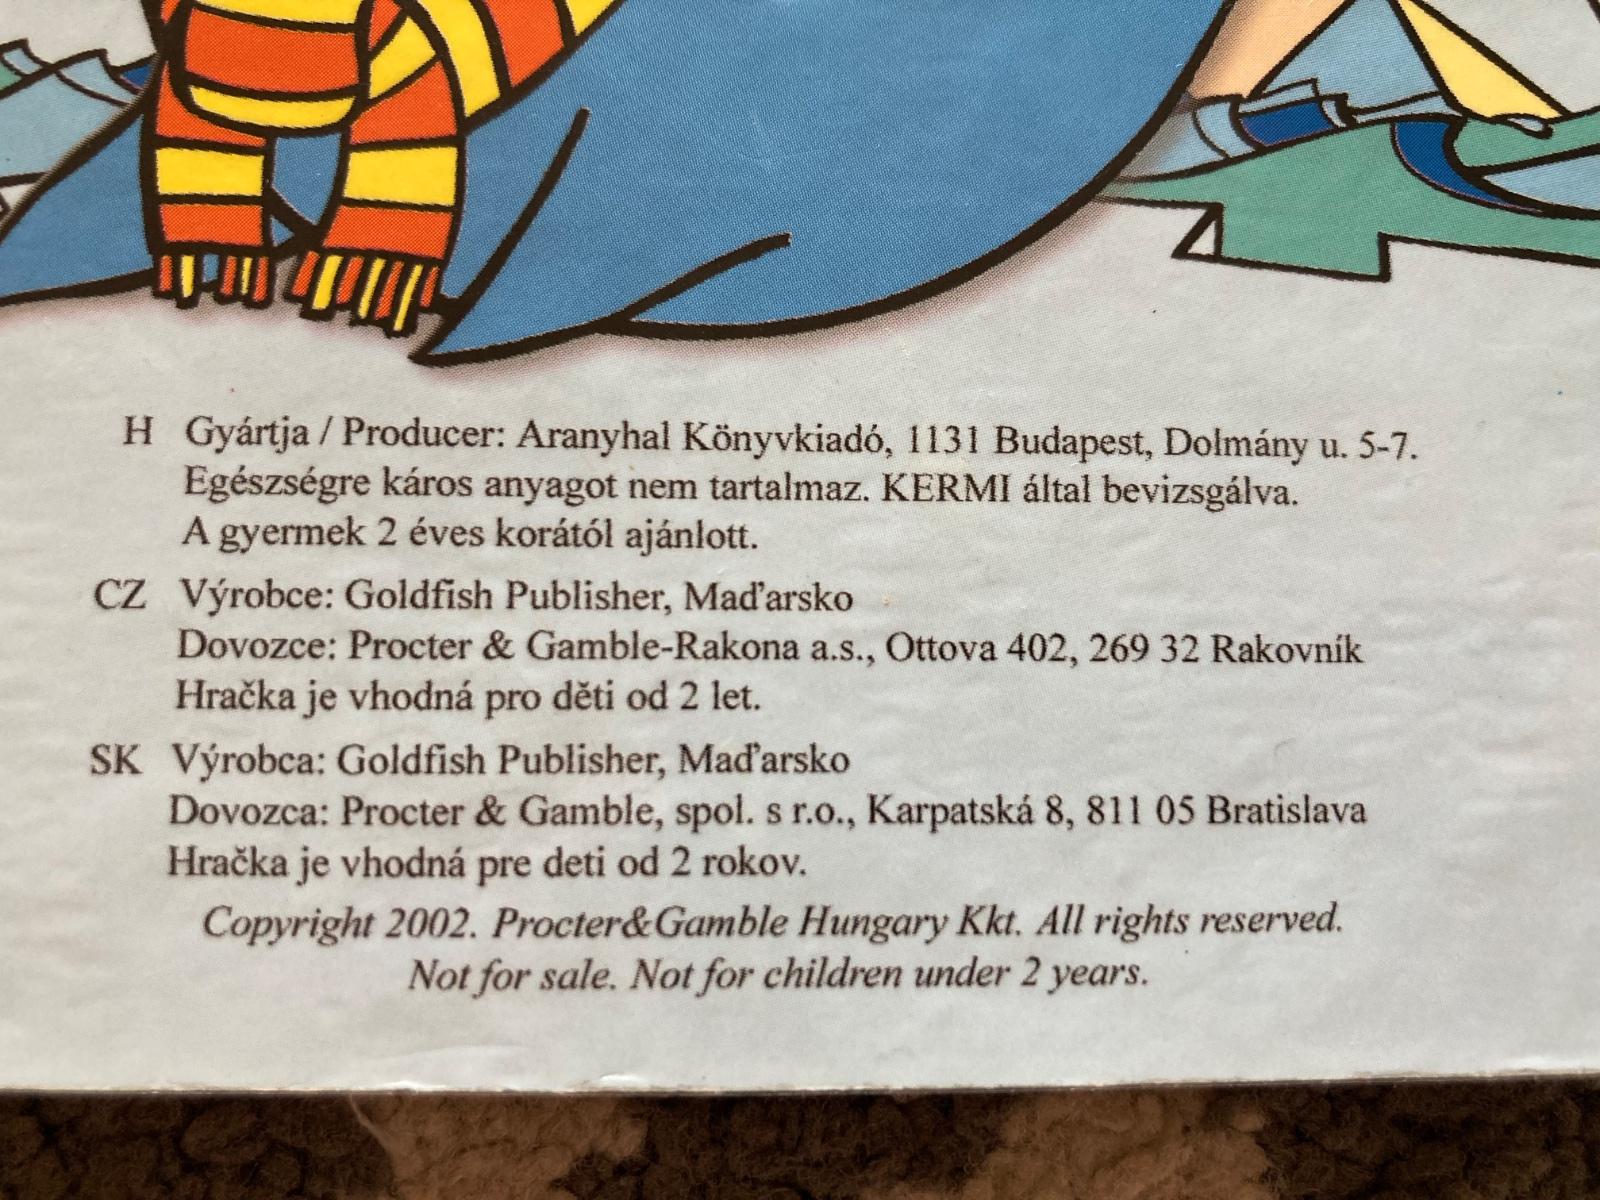 H Gyártja / Producer: Aranyhal Könyvkiadó, 1131 Budapest, Dolmány u. 5-7.
Egészségre káros anyagot nem tartalmaz. KERMI által bevizsgálva.
A gyermek 2 éves korától ajánlott.
CZ Výrobce: Goldfish Publisher, Maďarsko
Dovozce: Procter & Gamble-Rakona a.s., Ottova 402, 269 32 Rakovník
Hračka je vhodná pro děti od 2 let.
SK Výrobca: Goldfish Publisher, Maďarsko
Dovozca: Procter & Gamble, spol. s r.o., Karpatská 8, 811 05 Bratislava
Hračka je vhodná pre deti od 2 rokov.
Copyright 2002. Procter&Gamble Hungary Kkt. All rights reserved.
Not for sale. Not for children under 2 years.